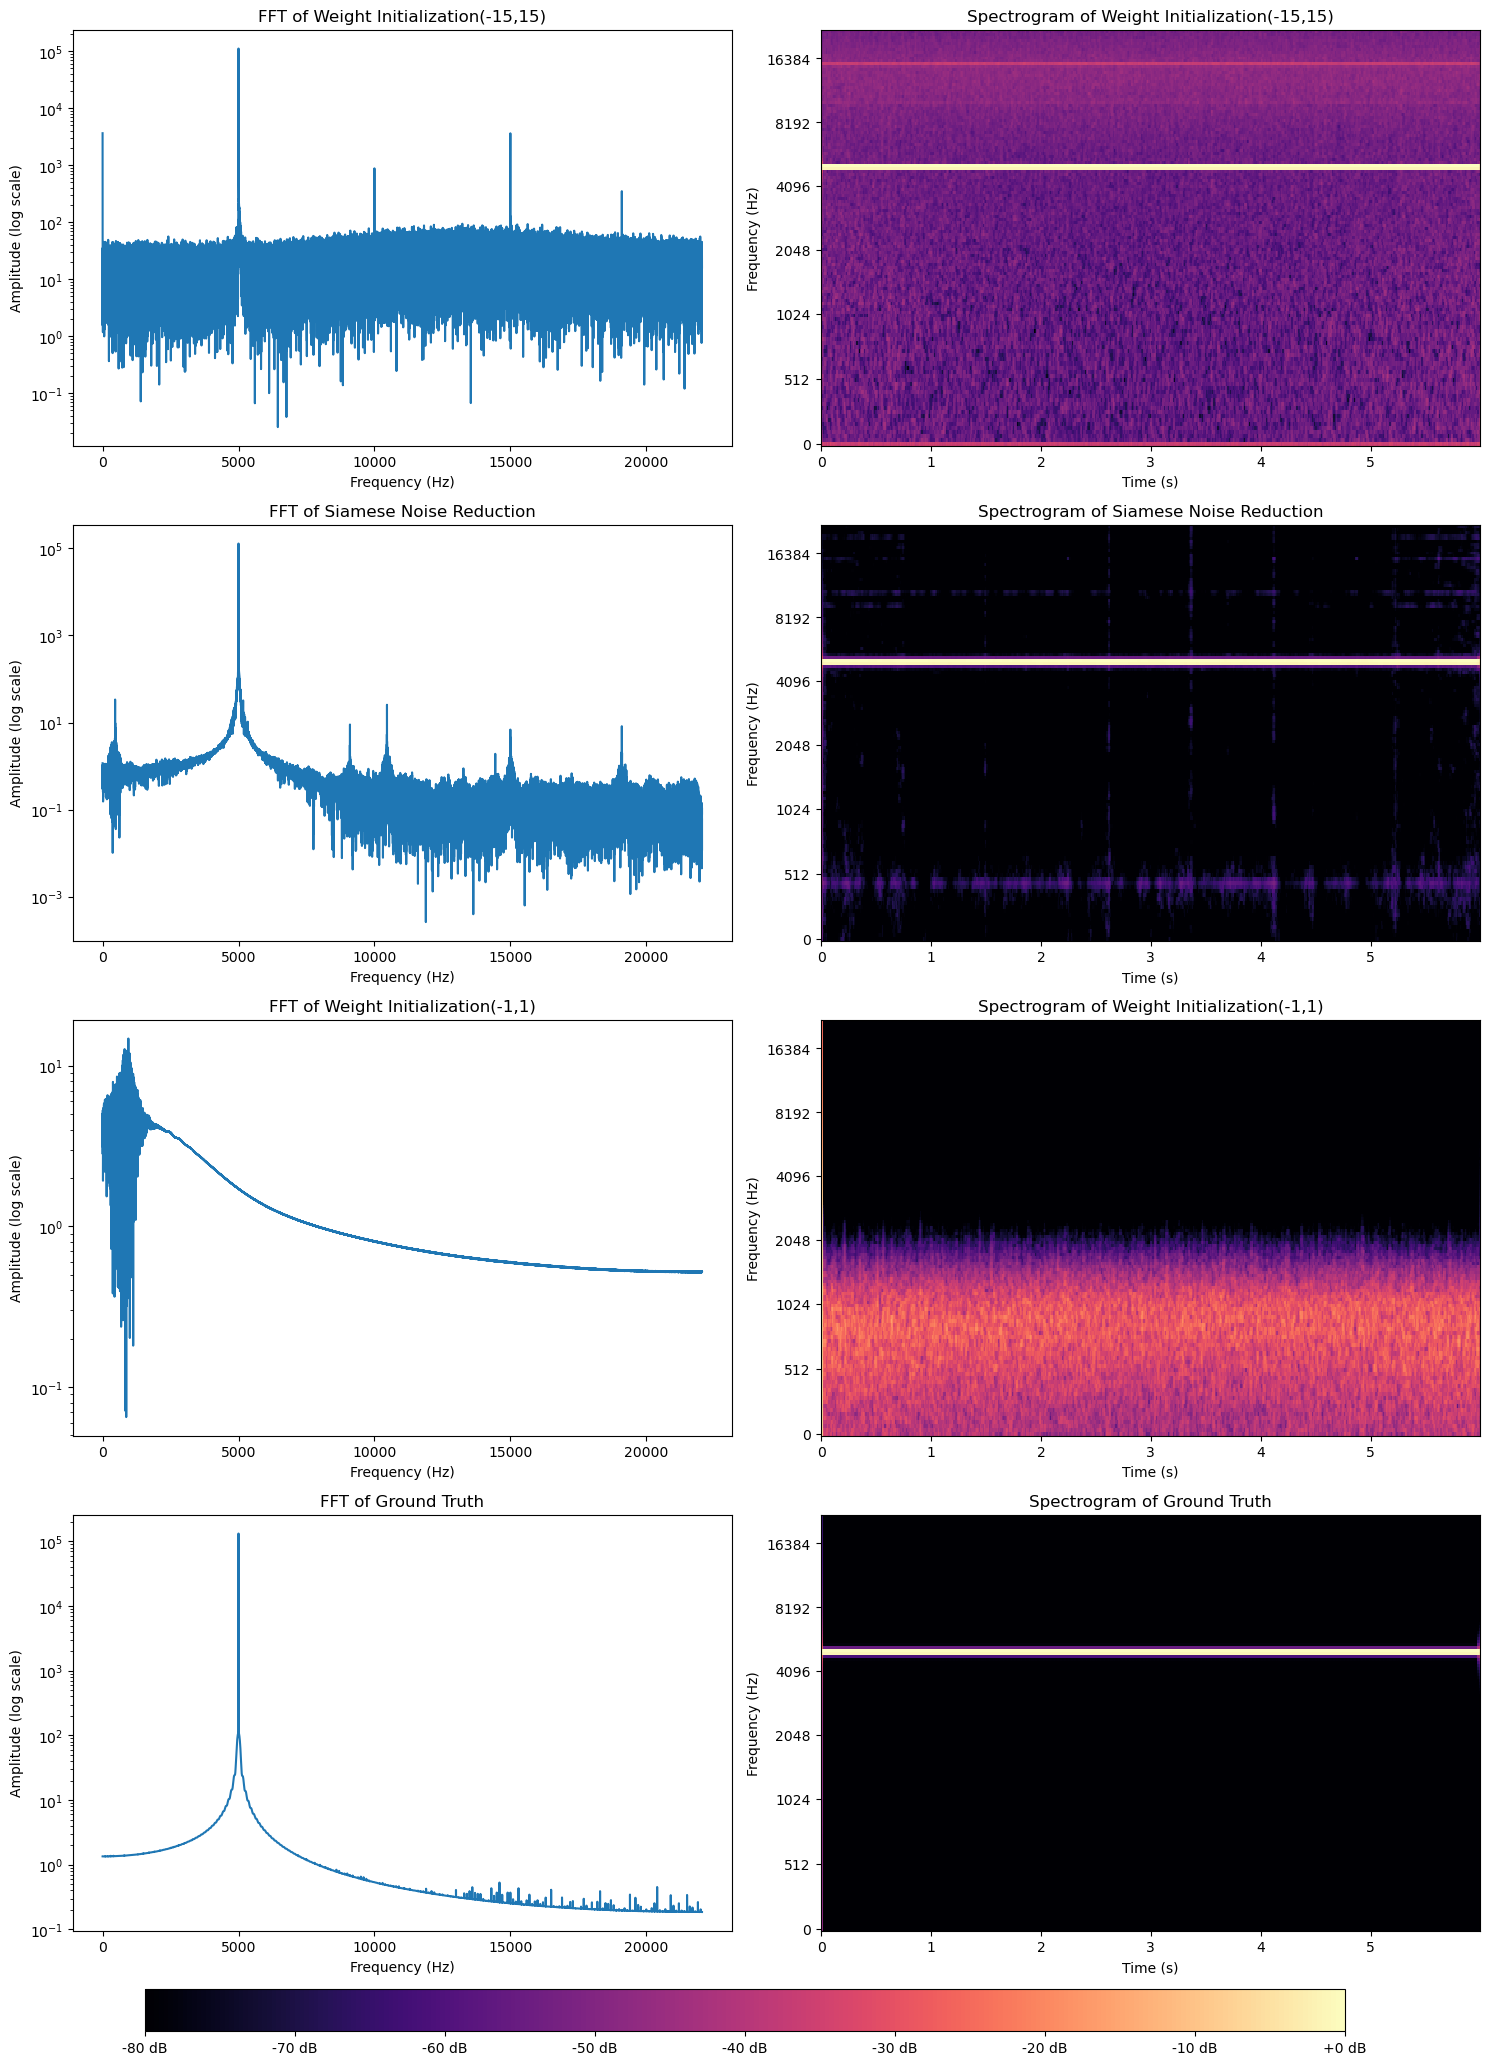 FFT of Weight Initialization(-15,15)
Amplitude (log scale)
10^5
10^4
10^3
10^2
10^1
10^0
10^-1
0 5000 10000 15000 20000
Frequency (Hz)
Spectrogram of Weight Initialization(-15,15)
Frequency (Hz)
16384
8192
4096
2048
1024
512
0
0 1 2 3 4 5
Time (s)
FFT of Siamese Noise Reduction
Amplitude (log scale)
10^5
10^3
10^1
10^-1
10^-3
0 5000 10000 15000 20000
Frequency (Hz)
Spectrogram of Siamese Noise Reduction
Frequency (Hz)
16384
8192
4096
2048
1024
512
0
0 1 2 3 4 5
Time (s)
FFT of Weight Initialization(-1,1)
Amplitude (log scale)
10^1
10^0
10^-1
0 5000 10000 15000 20000
Frequency (Hz)
Spectrogram of Weight Initialization(-1,1)
Frequency (Hz)
16384
8192
4096
2048
1024
512
0
0 1 2 3 4 5
Time (s)
FFT of Ground Truth
Amplitude (log scale)
10^5
10^4
10^3
10^2
10^1
10^0
10^-1
0 5000 10000 15000 20000
Frequency (Hz)
Spectrogram of Ground Truth
Frequency (Hz)
16384
8192
4096
2048
1024
512
0
0 1 2 3 4 5
Time (s)
-80 dB -70 dB -60 dB -50 dB -40 dB -30 dB -20 dB -10 dB +0 dB